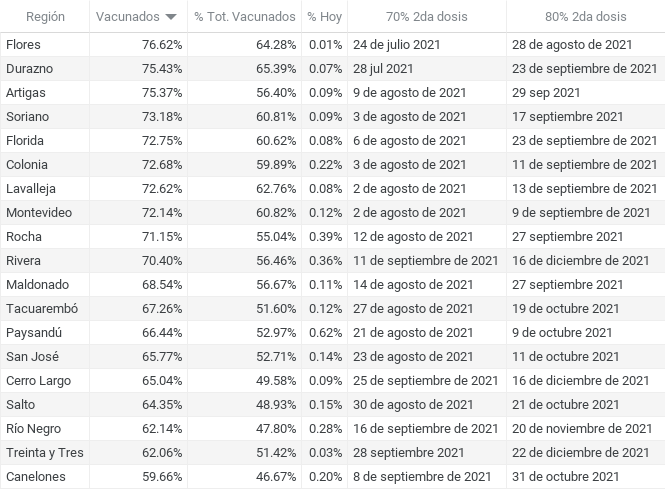 Región Vacunados % Tot. Vacunados % Hoy 70% 2da dosis 80% 2da dosis
Flores 76.62% 64.28% 0.01% 24 de julio 2021 28 de agosto de 2021
Durazno 75.43% 65.39% 0.07% 28 jul 2021 23 de septiembre de 2021
Artigas 75.37% 56.40% 0.09% 9 de agosto de 2021 29 sep 2021
Soriano 73.18% 60.81% 0.09% 3 de agosto de 2021 17 septiembre 2021
Florida 72.75% 60.62% 0.08% 6 de agosto de 2021 23 de septiembre de 2021
Colonia 72.68% 59.89% 0.22% 3 de agosto de 2021 11 de septiembre de 2021
Lavalleja 72.62% 62.76% 0.08% 2 de agosto de 2021 13 de septiembre de 2021
Montevideo 72.14% 60.82% 0.12% 2 de agosto de 2021 9 de septiembre de 2021
Rocha 71.15% 55.04% 0.39% 12 de agosto de 2021 27 septiembre 2021
Rivera 70.40% 56.46% 0.36% 11 de septiembre de 2021 16 de diciembre de 2021
Maldonado 68.54% 56.67% 0.11% 14 de agosto de 2021 27 septiembre 2021
Tacuarembó 67.26% 51.60% 0.12% 27 de agosto de 2021 19 de octubre 2021
Paysandú 66.44% 52.97% 0.62% 21 de agosto de 2021 9 de octubre 2021
San José 65.77% 52.71% 0.14% 23 de agosto de 2021 11 de octubre 2021
Cerro Largo 65.04% 49.58% 0.09% 25 de septiembre de 2021 16 de diciembre de 2021
Salto 64.35% 48.93% 0.15% 30 de agosto de 2021 21 de octubre 2021
Río Negro 62.14% 47.80% 0.28% 16 de septiembre de 2021 20 de noviembre de 2021
Treinta y Tres 62.06% 51.42% 0.03% 28 septiembre 2021 22 de diciembre de 2021
Canelones 59.66% 46.67% 0.20% 8 de septiembre de 2021 31 de octubre 2021